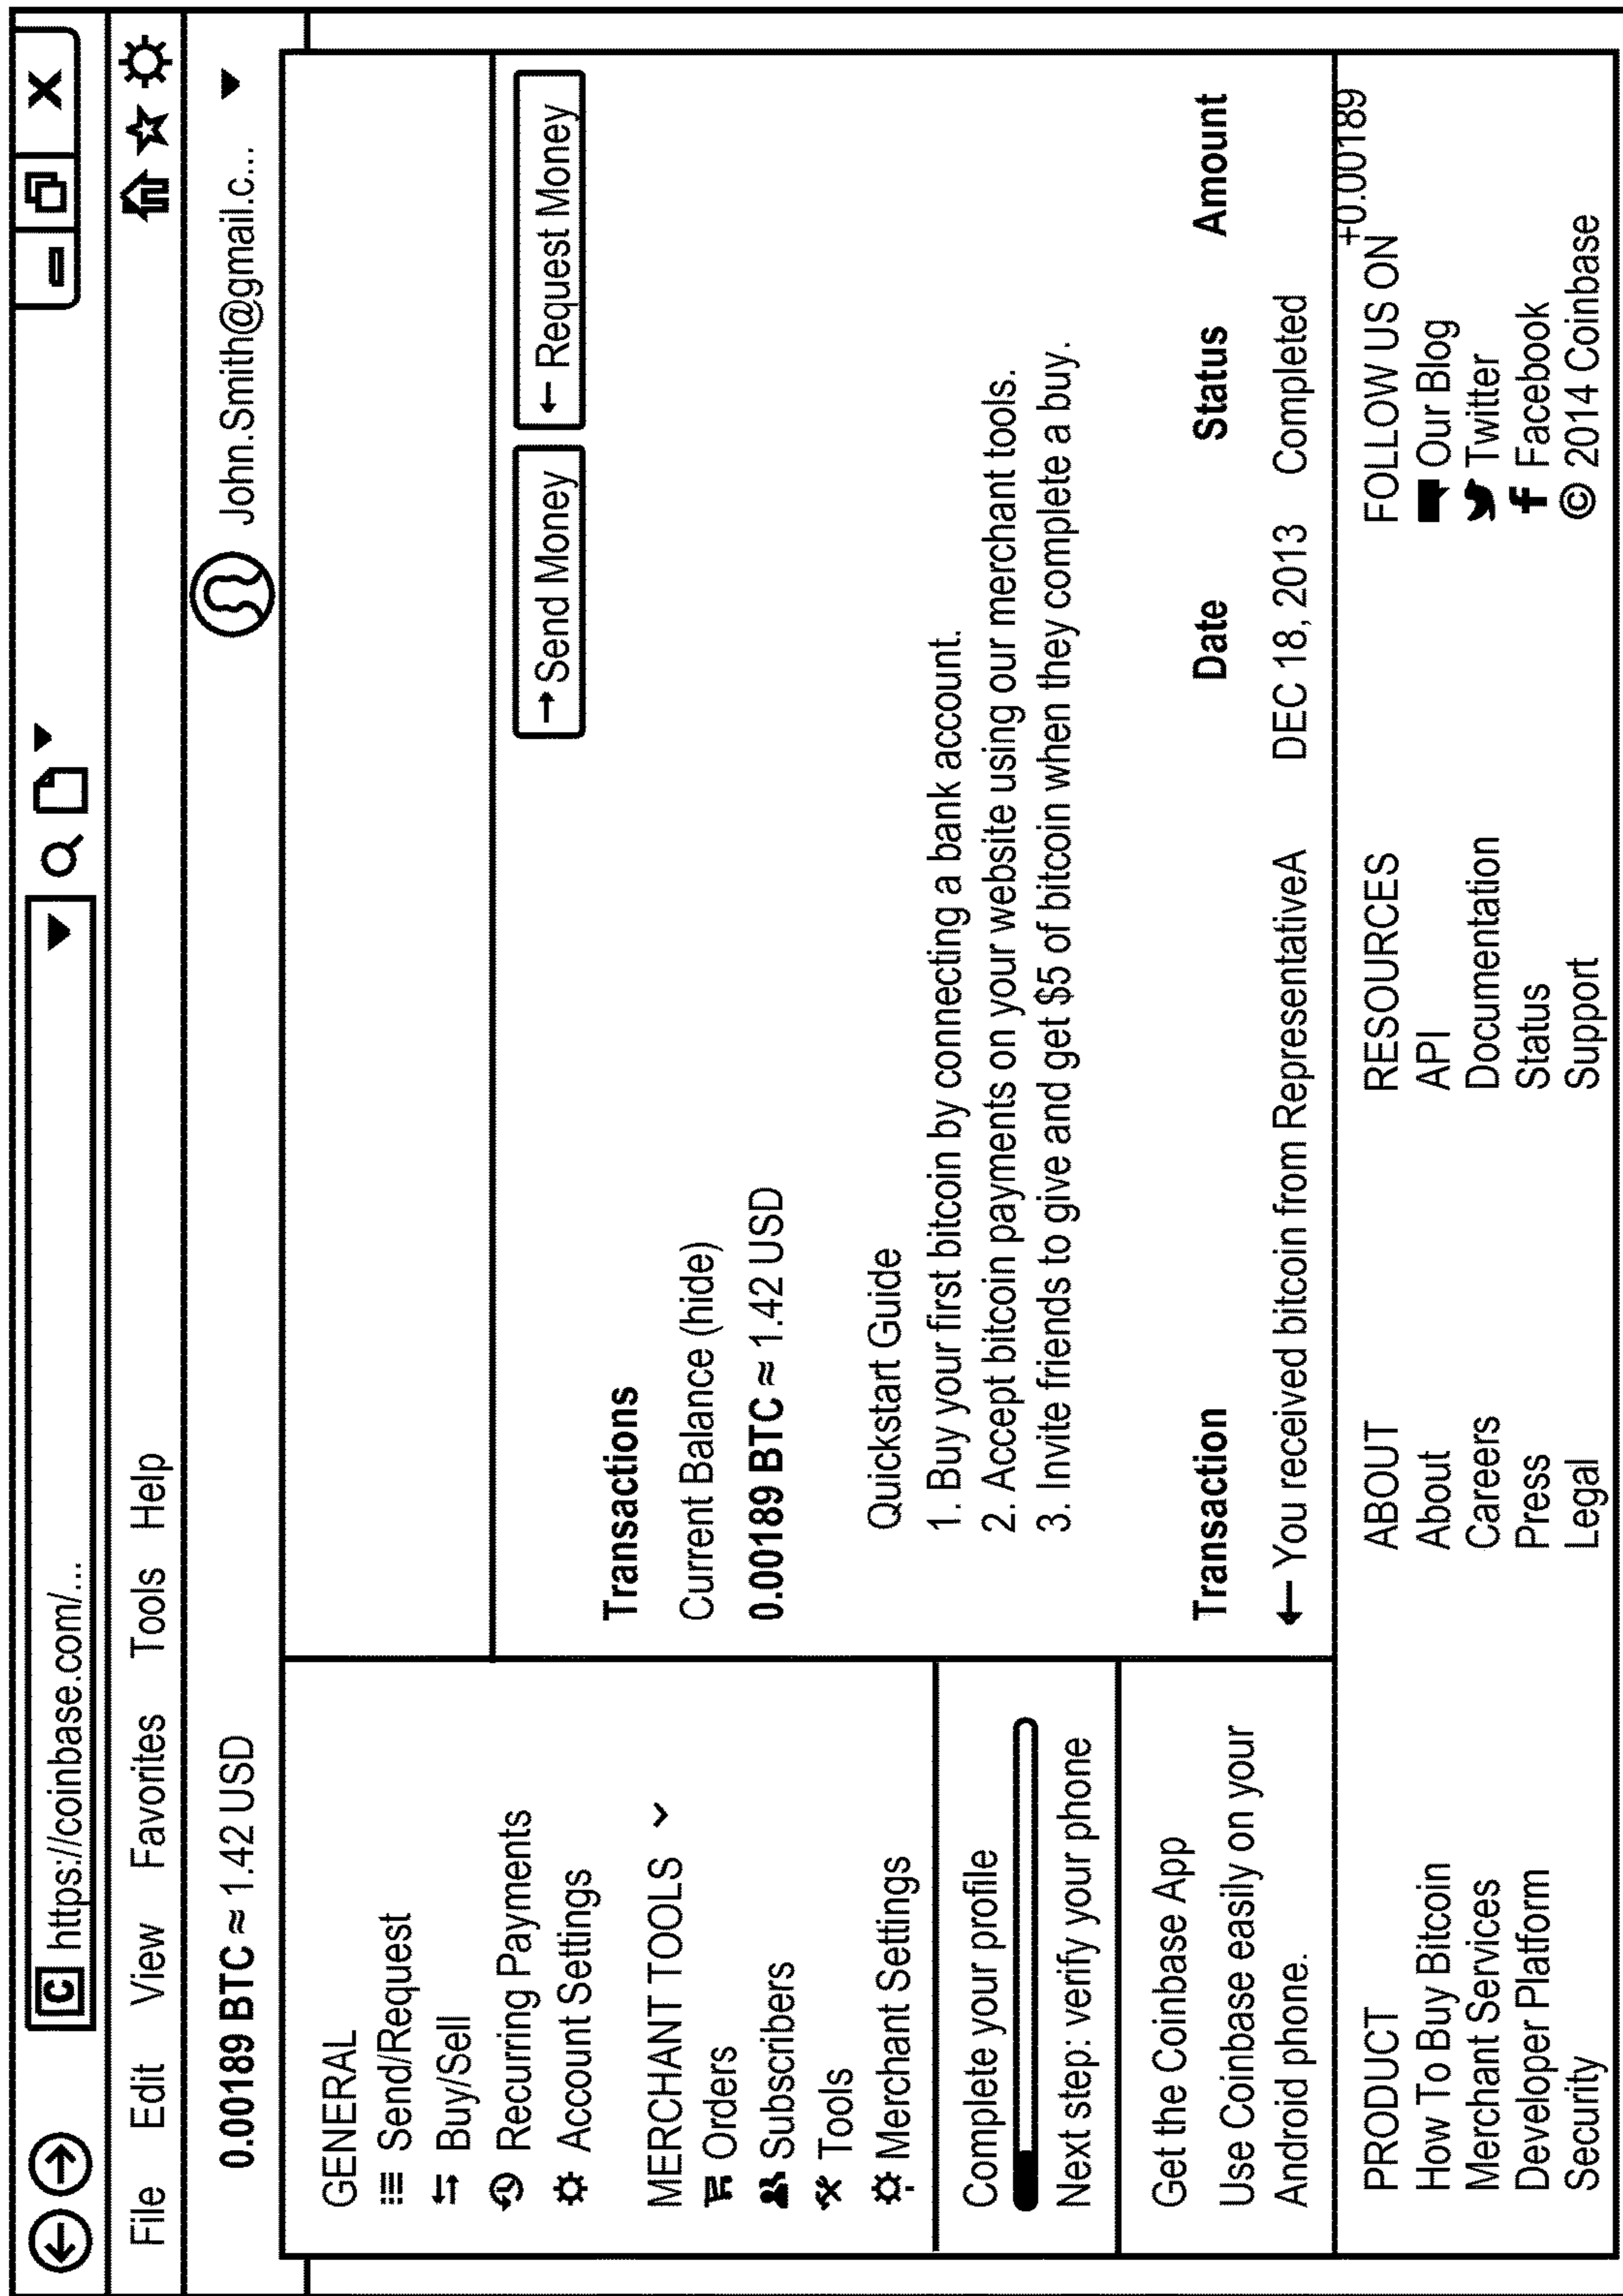 https://coinbase.com/...
X
File Edit View Favorites Tools Help
0.00189 BTC ≈ 1.42 USD
John.Smith@gmail.c...
GENERAL
Send/Request
Buy/Sell
Recurring Payments
Account Settings
MERCHANT TOOLS
Orders
Subscribers
Tools
Merchant Settings
Complete your profile
Next step: verify your phone
Get the Coinbase App
Use Coinbase easily on your
Android phone.
→ Send Money
← Request Money
Transactions
Current Balance (hide)
0.00189 BTC ≈ 1.42 USD
Quickstart Guide
1. Buy your first bitcoin by connecting a bank account.
2. Accept bitcoin payments on your website using our merchant tools.
3. Invite friends to give and get $5 of bitcoin when they complete a buy.
Transaction Date Status Amount
← You received bitcoin from RepresentativeA DEC 18, 2013 Completed
+0.00189
PRODUCT
How To Buy Bitcoin
Merchant Services
Developer Platform
Security
ABOUT
About
Careers
Press
Legal
RESOURCES
API
Documentation
Status
Support
FOLLOW US ON
Our Blog
Twitter
Facebook
© 2014 Coinbase